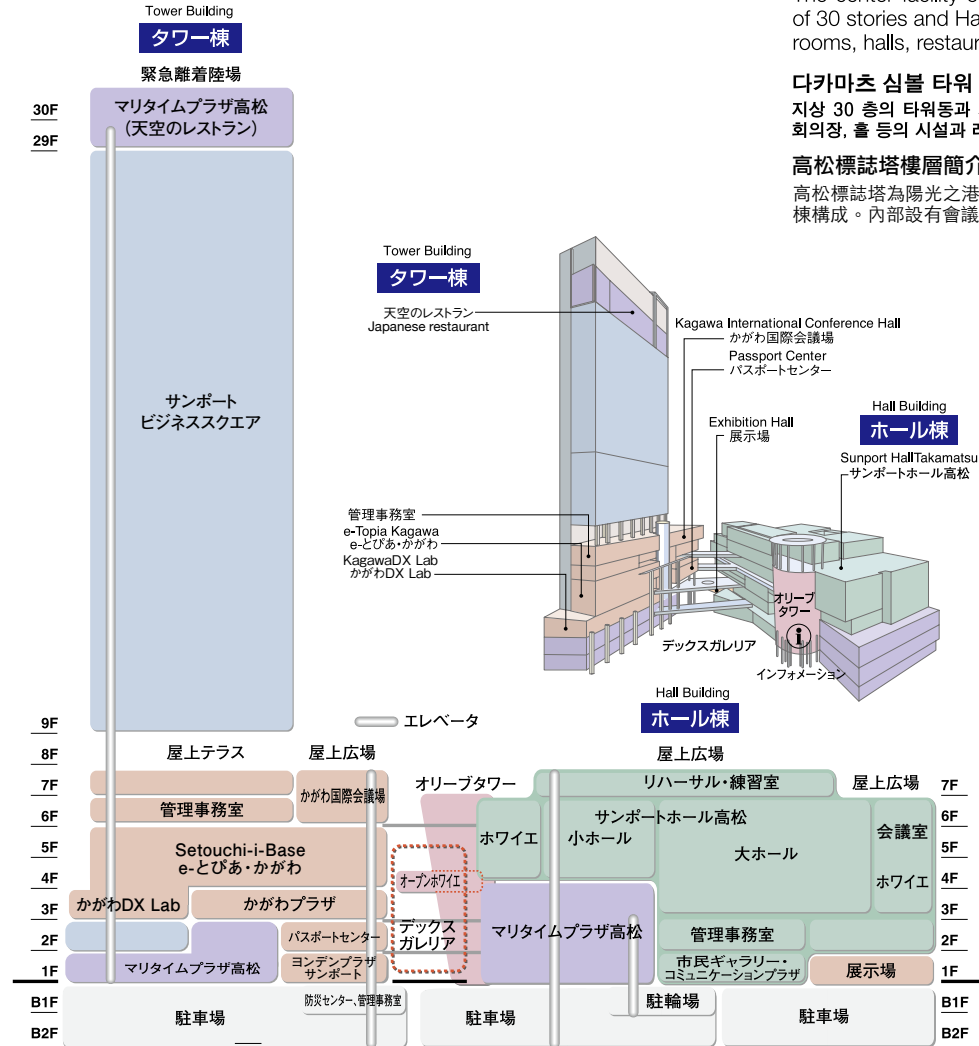 Tower Building
タワー棟
緊急離着陸場
30F
マリタイムプラザ高松
(天空のレストラン)
29F
サンポート
ビジネススクエア
of 30 stories and Ha
rooms, halls, restaur
다카마츠 심볼 타워
지상 30 층의 타워동과
회의장, 홀 등의 시설과
高松標誌塔樓層簡介
高松標誌塔為陽光之港
棟構成。內部設有會議
Tower Building
タワー棟
天空のレストラン
Japanese restaurant
Kagawa International Conference Hall
かがわ国際会議場
Passport Center
パスポートセンター
Exhibition Hall
展示場
Hall Building
ホール棟
Sunport HallTakamatsu
サンポートホール高松
管理事務室
e-Topia Kagawa
e-とぴあ・かがわ
KagawaDX Lab
かがわDX Lab
オリーブ
タワー
i
デックスガレリア
インフォメーション
Hall Building
ホール棟
エレベータ
9F
8F
屋上テラス
屋上広場
屋上広場
7F
かがわ国際会議場
オリーブタワー
リハーサル・練習室
屋上広場
7F
6F
管理事務室
サンポートホール高松
6F
ホワイエ
小ホール
大ホール
会議室
5F
Setouchi-i-Base
e-とぴあ・かがわ
5F
4F
オープンホワイエ
ホワイエ
4F
3F
かがわDX Lab
かがわプラザ
3F
デックス
ガレリア
マリタイムプラザ高松
2F
パスポートセンター
管理事務室
2F
1F
マリタイムプラザ高松
ヨンデンプラザ
サンポート
市民ギャラリー・
コミュニケーションプラザ
展示場
1F
B1F
防災センター、管理事務室
駐輪場
B1F
駐車場
駐車場
駐車場
B2F
B2F